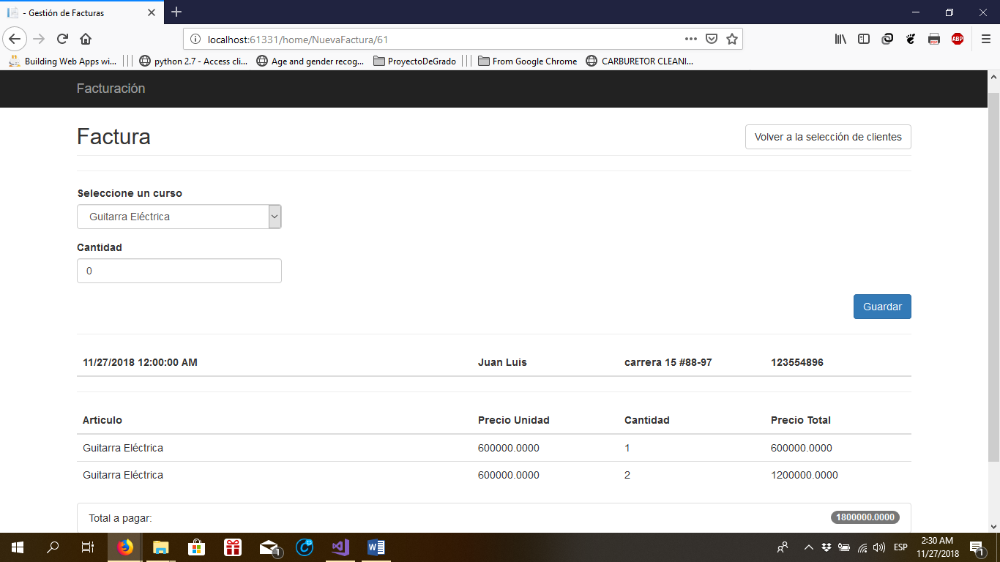 - Gestión de Facturas
localhost:61331/home/NuevaFactura/61
ABP
Building Web Apps wi...
python 2.7 - Access cli...
Age and gender recog...
ProyectoDeGrado
From Google Chrome
CARBURETOR CLEANI...
Facturación
Factura
Volver a la selección de clientes
Seleccione un curso
Guitarra Eléctrica
Cantidad
0
Guardar
11/27/2018 12:00:00 AM Juan Luis carrera 15 #88-97 123554896
Articulo Precio Unidad Cantidad Precio Total
Guitarra Eléctrica 600000.0000 1 600000.0000
Guitarra Eléctrica 600000.0000 2 1200000.0000
Total a pagar: 1800000.0000
1
ESP
2:30 AM
11/27/2018
1